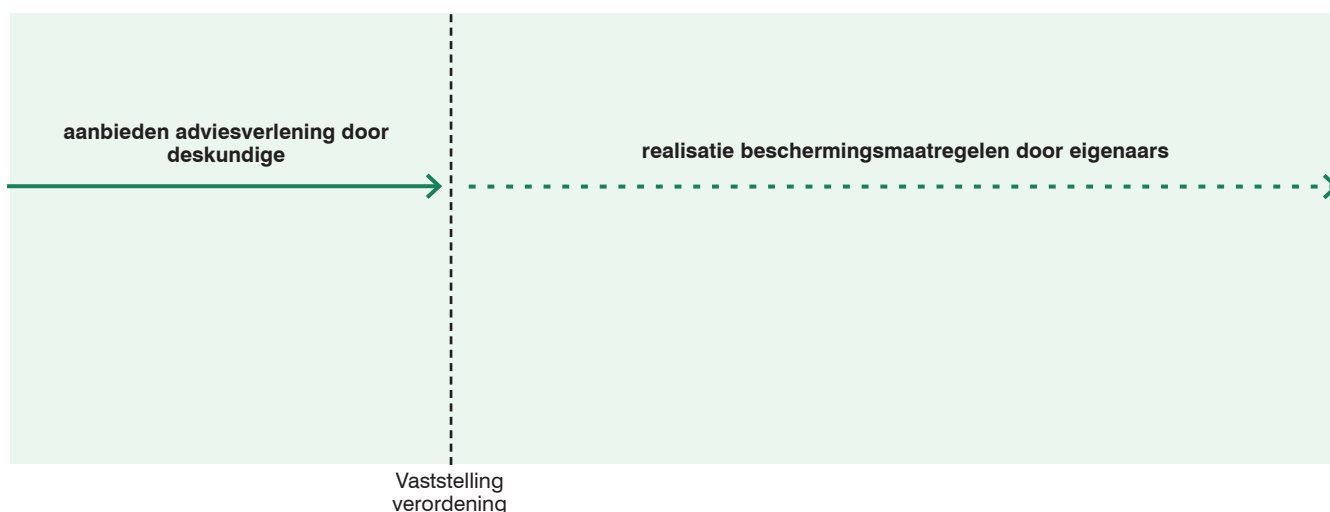 aanbieden adviesverlening door
deskundige
realisatie beschermingsmaatregelen door eigenaars
Vaststelling
verordening